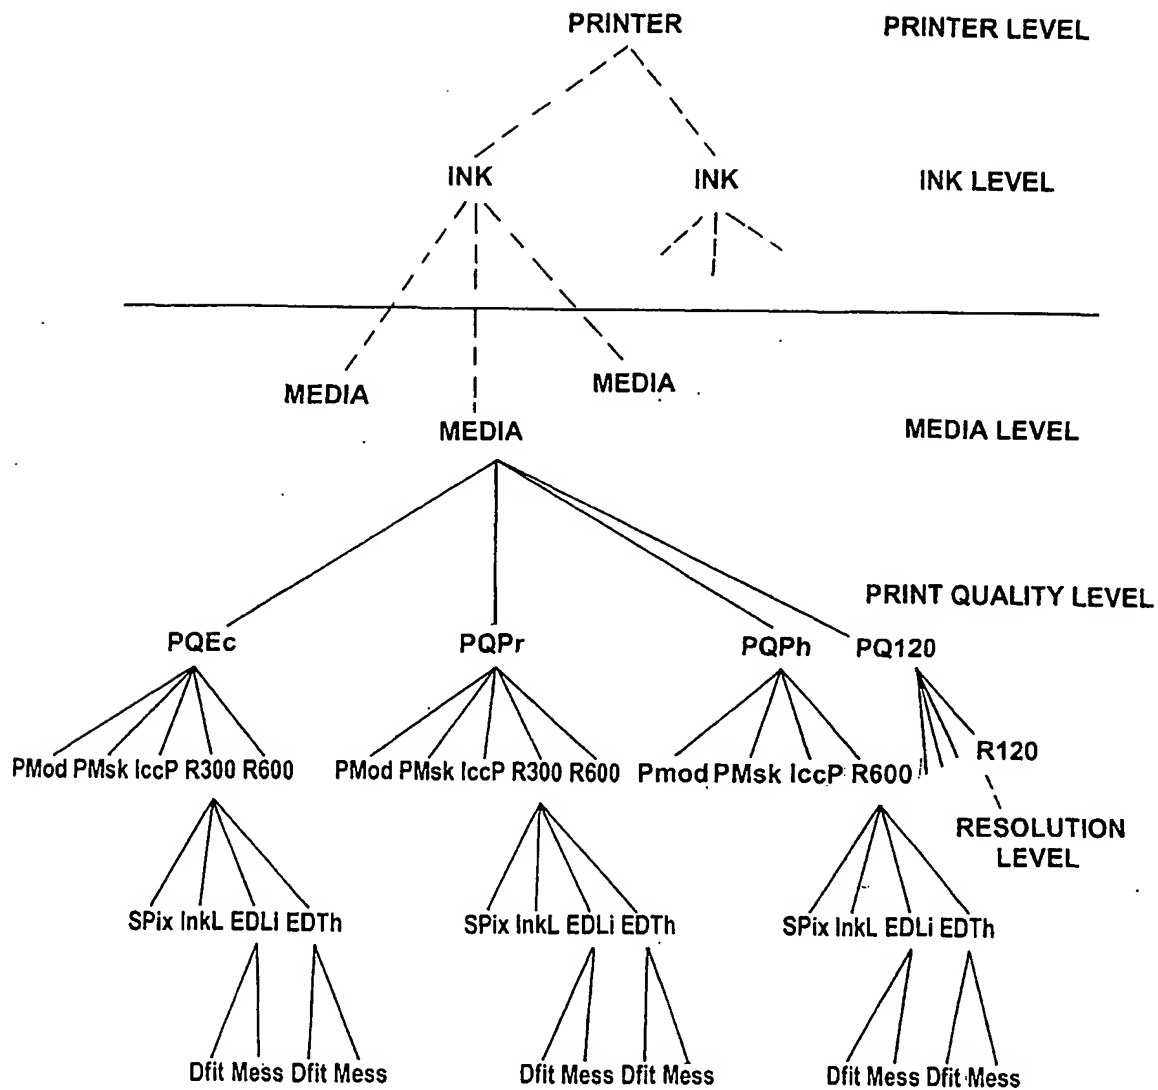 PRINTER PRINTER LEVEL
INK INK INK LEVEL
MEDIA MEDIA
MEDIA MEDIA LEVEL
PRINT QUALITY LEVEL
PQEc PQPr PQPh PQ120
R120
PMod PMsk IccP R300 R600 PMod PMsk IccP R300 R600 Pmod PMsk IccP R600
RESOLUTION
LEVEL
SPix InkL EDLi EDTh SPix InkL EDLi EDTh SPix InkL EDLi EDTh
Dfit Mess Dfit Mess Dfit Mess Dfit Mess Dfit Mess Dfit Mess